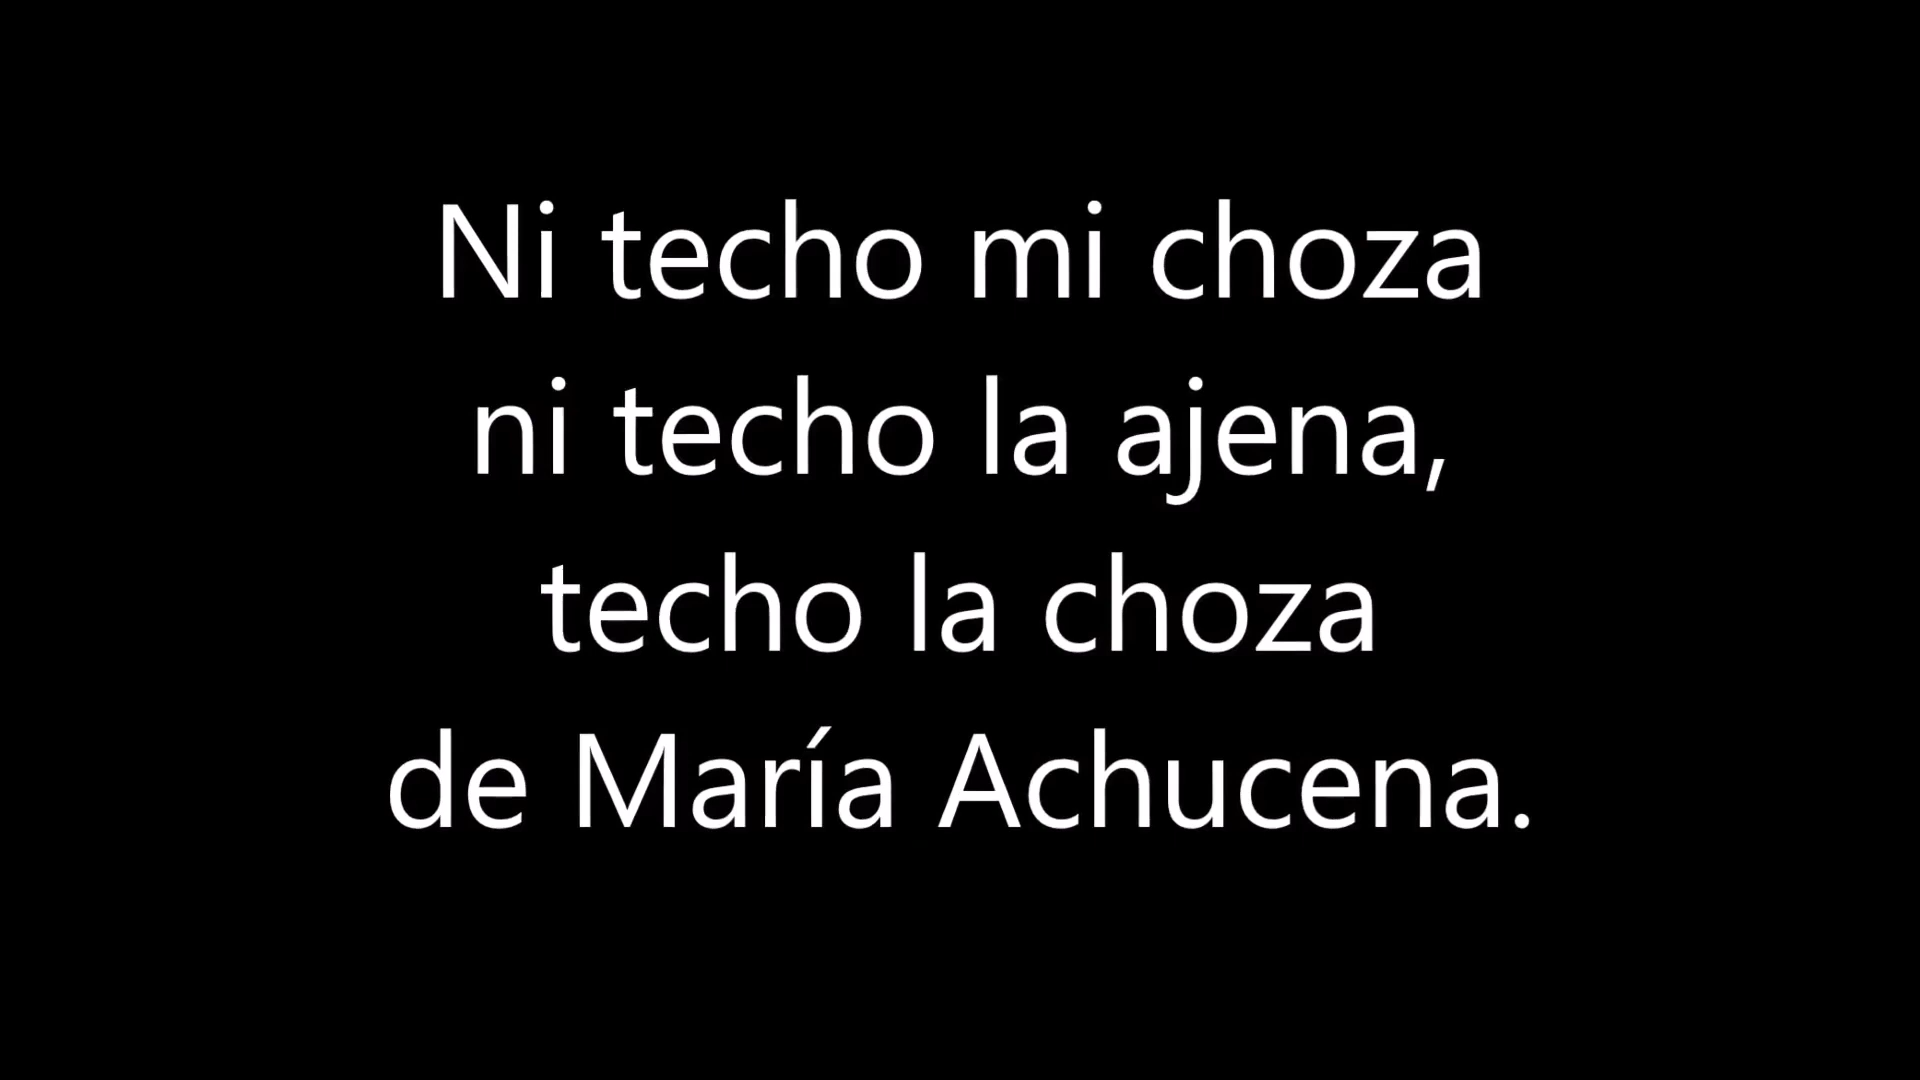 Ni techo mi choza
ni techo la ajena,
techo la choza
de María Achucena.